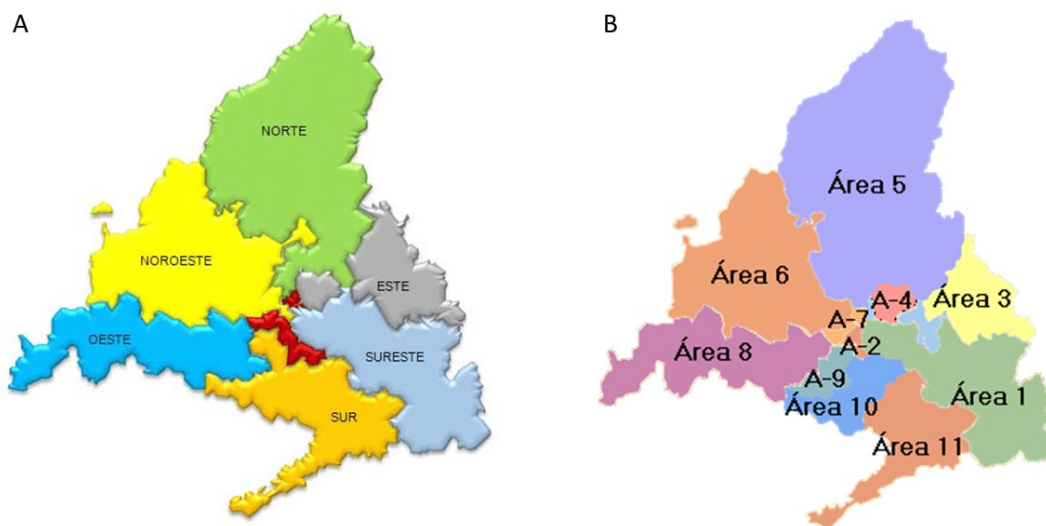 A
NORTE
NOROESTE
ESTE
OESTE
SURESTE
SUR
B
Área 5
Área 6
A-4
Área 3
A-7
A-2
Área 8
A-9
Área 1
Área 10
Área 11